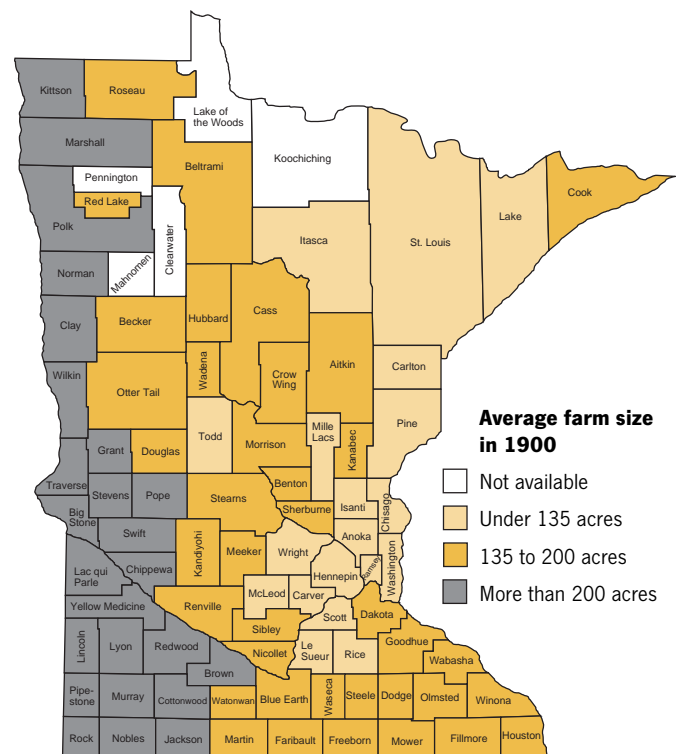 Kittson
Roseau
Lake of
the Woods
Marshall
Koochiching
Beltrami
Pennington
Red Lake
Polk
Clearwater
Itasca
St. Louis
Lake
Cook
Norman
Mahnomen
Hubbard
Cass
Clay
Becker
Aitkin
Wadena
Crow
Wing
Carlton
Wilkin
Otter Tail
Todd
Mille
Lacs
Kanabec
Pine
Morrison
Grant
Douglas
Traverse
Stevens
Pope
Stearns
Benton
Sherburne
Isanti
Chisago
Big
Stone
Swift
Kandiyohi
Meeker
Wright
Anoka
Ramsey
Washington
Hennepin
Lac qui
Parle
Chippewa
McLeod
Carver
Yellow Medicine
Renville
Scott
Dakota
Sibley
Lincoln
Lyon
Redwood
Nicollet
Le
Sueur
Rice
Goodhue
Wabasha
Brown
Pipe-
stone
Murray
Cottonwood
Watonwan
Blue Earth
Waseca
Steele
Dodge
Olmsted
Winona
Rock
Nobles
Jackson
Martin
Faribault
Freeborn
Mower
Fillmore
Houston
Average farm size
in 1900
Not available
Under 135 acres
135 to 200 acres
More than 200 acres